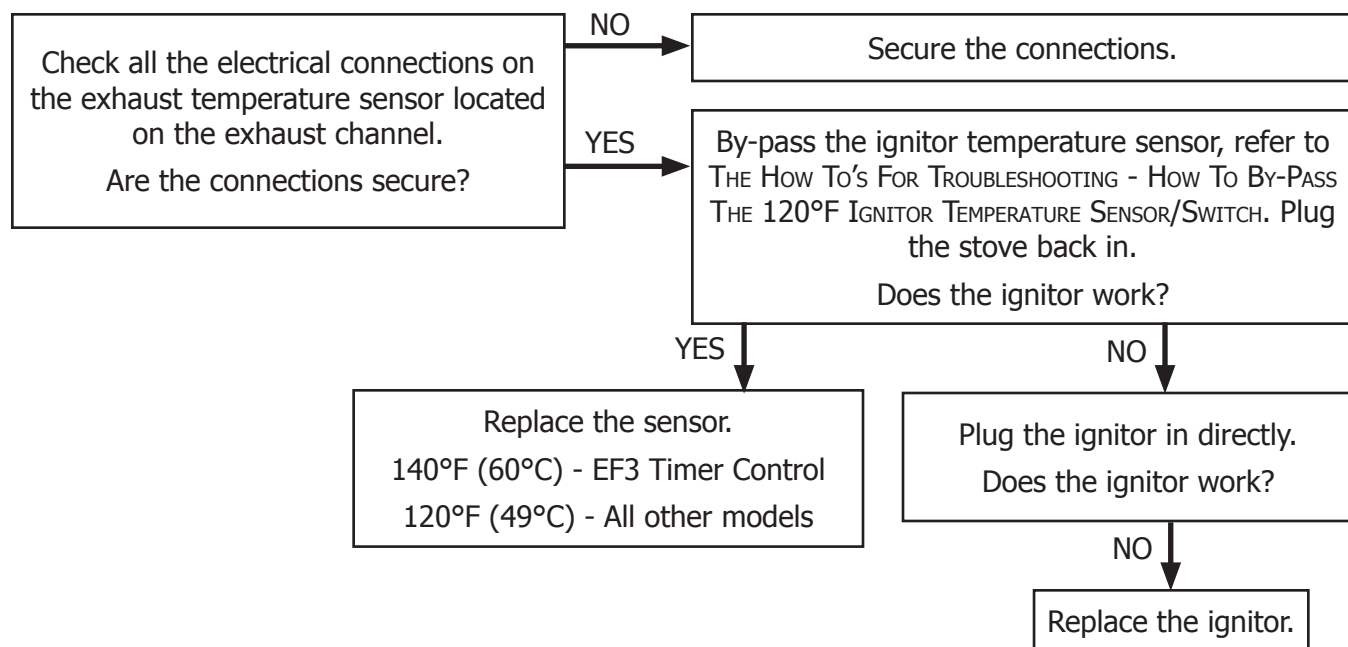 Check all the electrical connections on
the exhaust temperature sensor located
on the exhaust channel.
Are the connections secure?
NO
Secure the connections.
YES
By-pass the ignitor temperature sensor, refer to
The How To's For Troubleshooting - How To By-Pass
The 120°F Ignitor Temperature Sensor/Switch. Plug
the stove back in.
Does the ignitor work?
YES
Replace the sensor.
140°F (60°C) - EF3 Timer Control
120°F (49°C) - All other models
NO
Plug the ignitor in directly.
Does the ignitor work?
NO
Replace the ignitor.